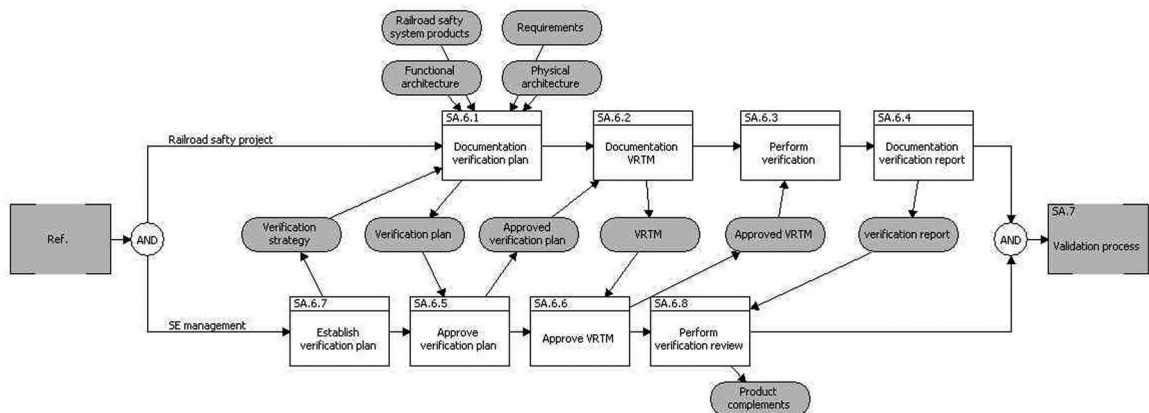 Railroad safty
system products
Requirements
Functional
architecture
Physical
architecture
SA.6.1
Documentation
verification plan
SA.6.2
Documentation
VRTM
SA.6.3
Perform
verification
SA.6.4
Documentation
verification report
Railroad safty project
Ref.
AND
Verification
strategy
Verification plan
Approved
verification plan
VRTM
Approved VRTM
verification report
AND
SA.7
Validation process
SE management
SA.6.7
Establish
verification plan
SA.6.5
Approve
verification plan
SA.6.6
Approve VRTM
SA.6.8
Perform
verification review
Product
complements